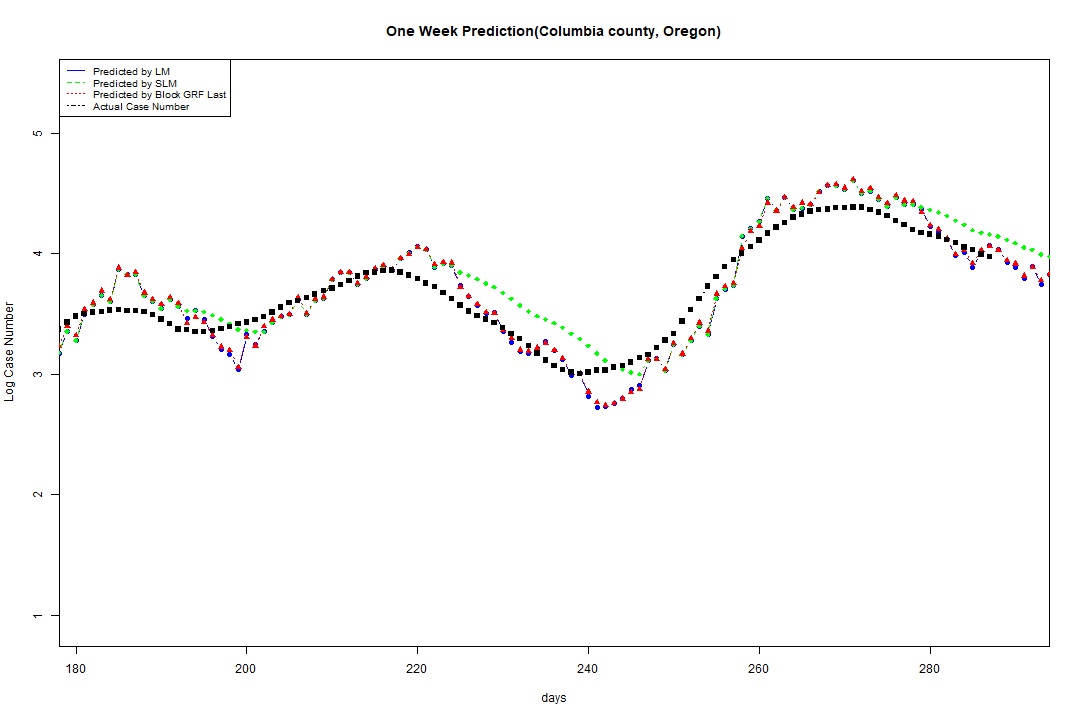 One Week Prediction(Columbia county, Oregon)
Predicted by LM
Predicted by SLM
Predicted by Block GRF Last
Actual Case Number
5
4
3
2
1
Log Case Number
180 200 220 240 260 280
days